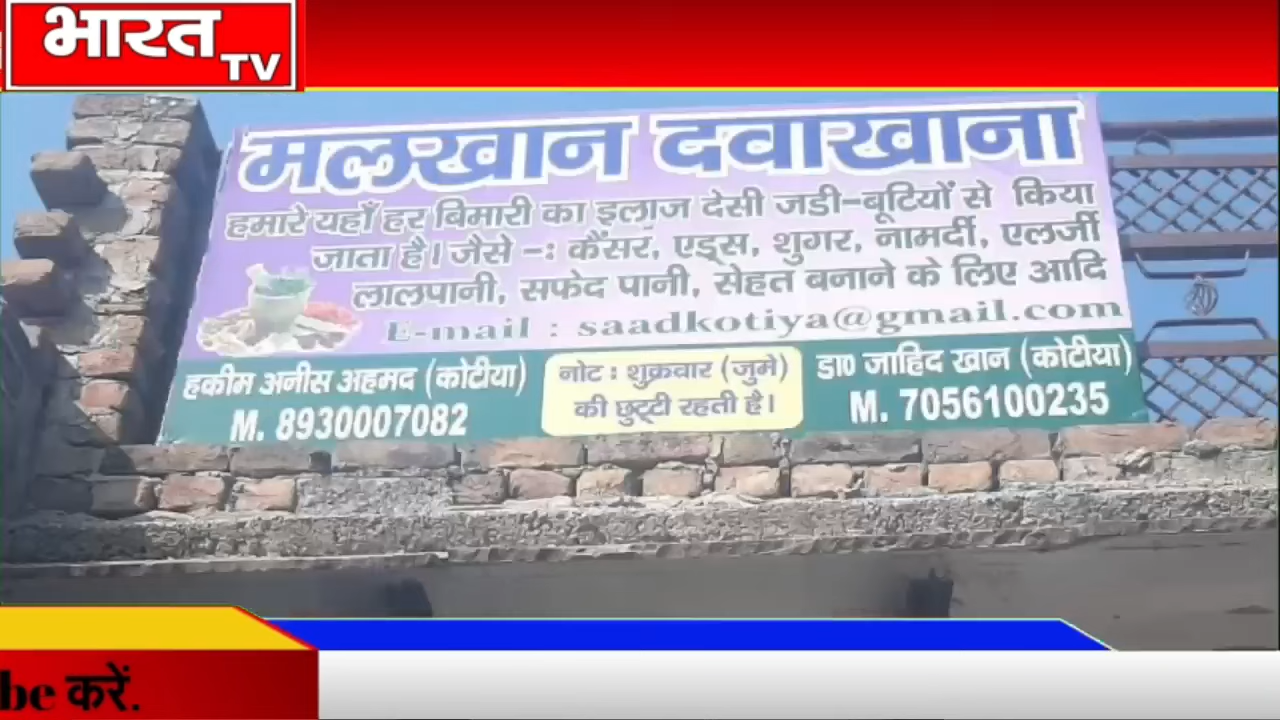 भारत
TV
मलखान दवाखाना
हमारे यहाँ हर बिमारी का इलाज देसी जडी-बूटियों से किया
जाता है। जैसे -: कैंसर, एड्स, शुगर, नामर्दी, एलर्जी
लालपानी, सफेद पानी, सेहत बनाने के लिए आदि
E-mail : saadkotiya@gmail.com
हकीम अनीस अहमद (कोटीया)
M. 8930007082
नोट : शुक्रवार (जुमे)
की छुट्टी रहती है।
डा0 जाहिद खान (कोटीया)
M. 7056100235
be करें.